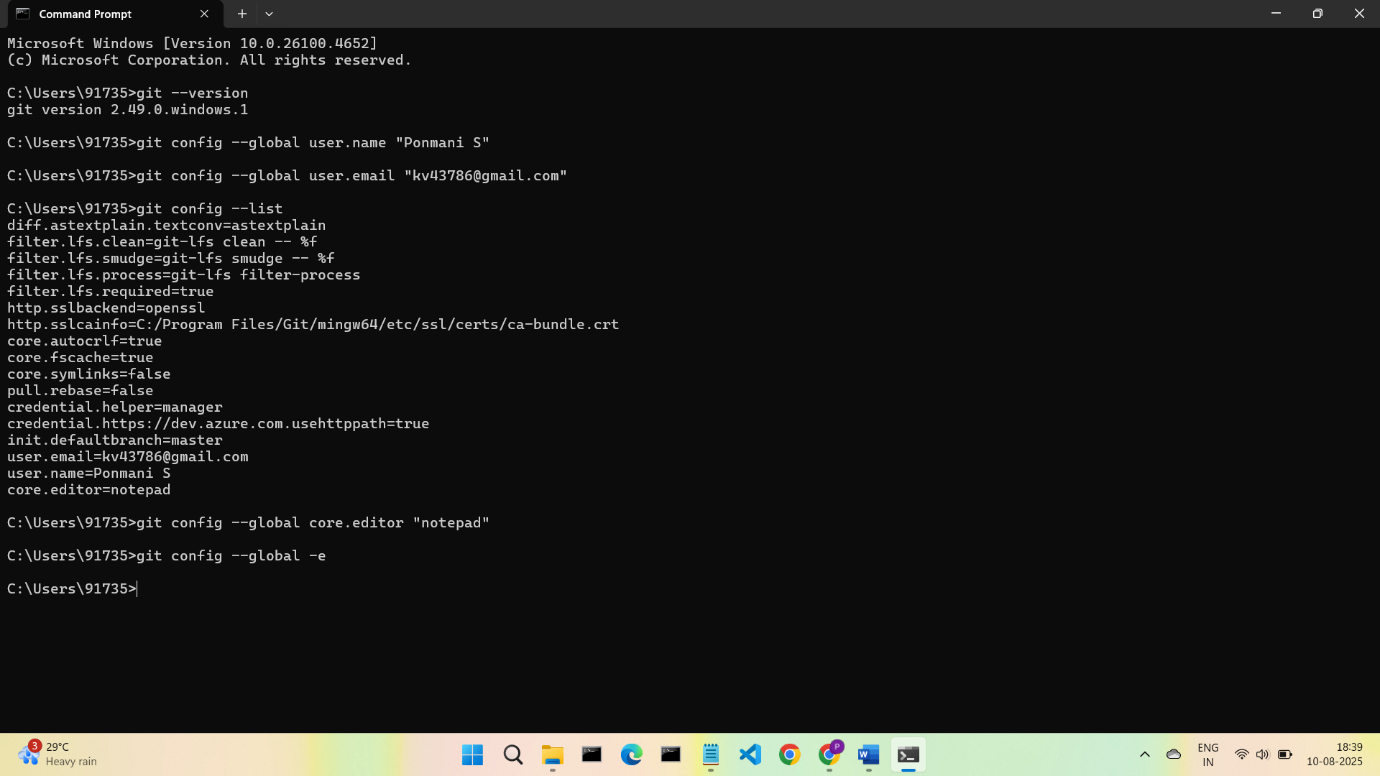 Command Prompt
Microsoft Windows [Version 10.0.26100.4652]
(c) Microsoft Corporation. All rights reserved.
C:\Users\91735>git --version
git version 2.49.0.windows.1
C:\Users\91735>git config --global user.name "Ponmani S"
C:\Users\91735>git config --global user.email "kv43786@gmail.com"
C:\Users\91735>git config --list
diff.astextplain.textconv=astextplain
filter.lfs.clean=git-lfs clean -- %f
filter.lfs.smudge=git-lfs smudge -- %f
filter.lfs.process=git-lfs filter-process
filter.lfs.required=true
http.sslbackend=openssl
http.sslcainfo=C:/Program Files/Git/mingw64/etc/ssl/certs/ca-bundle.crt
core.autocrlf=true
core.fscache=true
core.symlinks=false
pull.rebase=false
credential.helper=manager
credential.https://dev.azure.com.usehttppath=true
init.defaultbranch=master
user.email=kv43786@gmail.com
user.name=Ponmani S
core.editor=notepad
C:\Users\91735>git config --global core.editor "notepad"
C:\Users\91735>git config --global -e
C:\Users\91735>
3
29°C
Heavy rain
P
W
ENG
IN
18:39
10-08-2025